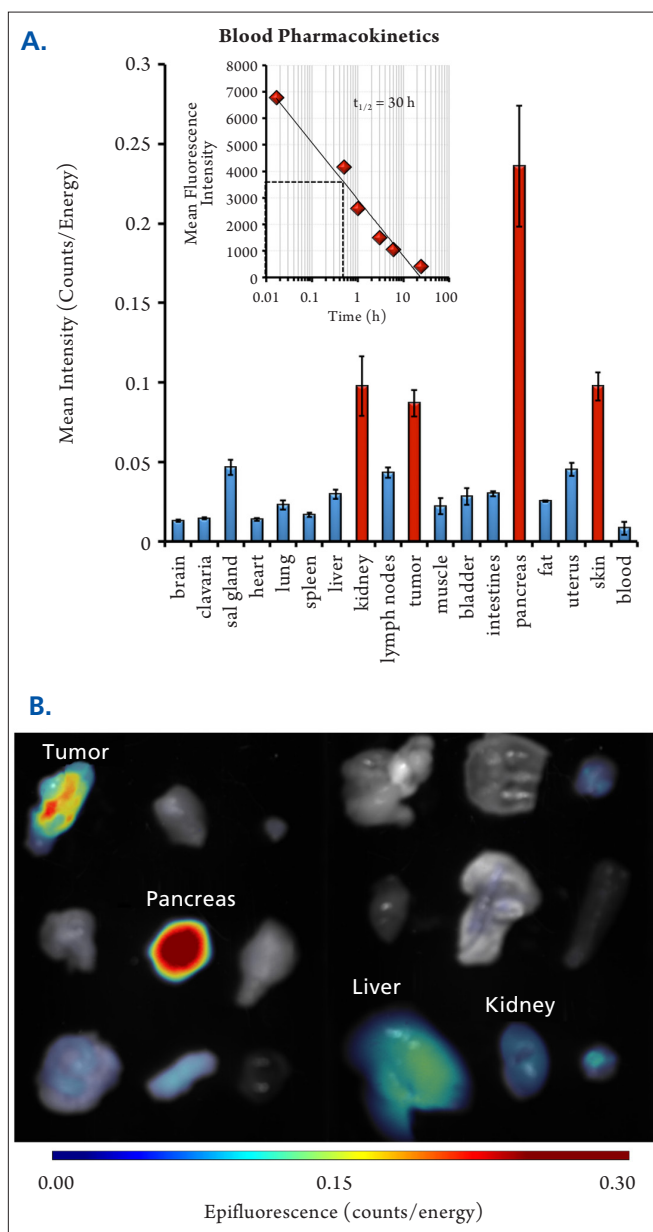 A.
Blood Pharmacokinetics
0.3
0.25
0.2
0.15
0.1
0.05
0
Mean Intensity (Counts/Energy)
8000
7000
6000
5000
4000
3000
2000
1000
0
Mean Fluorescence
Intensity
t1/2 = 30 h
0.01 0.1 1 10 100
Time (h)
brain
clavaria
sal gland
heart
lung
spleen
liver
kidney
lymph nodes
tumor
muscle
bladder
intestines
pancreas
fat
uterus
skin
blood
B.
Tumor
Pancreas
Liver
Kidney
0.00 0.15 0.30
Epifluorescence (counts/energy)